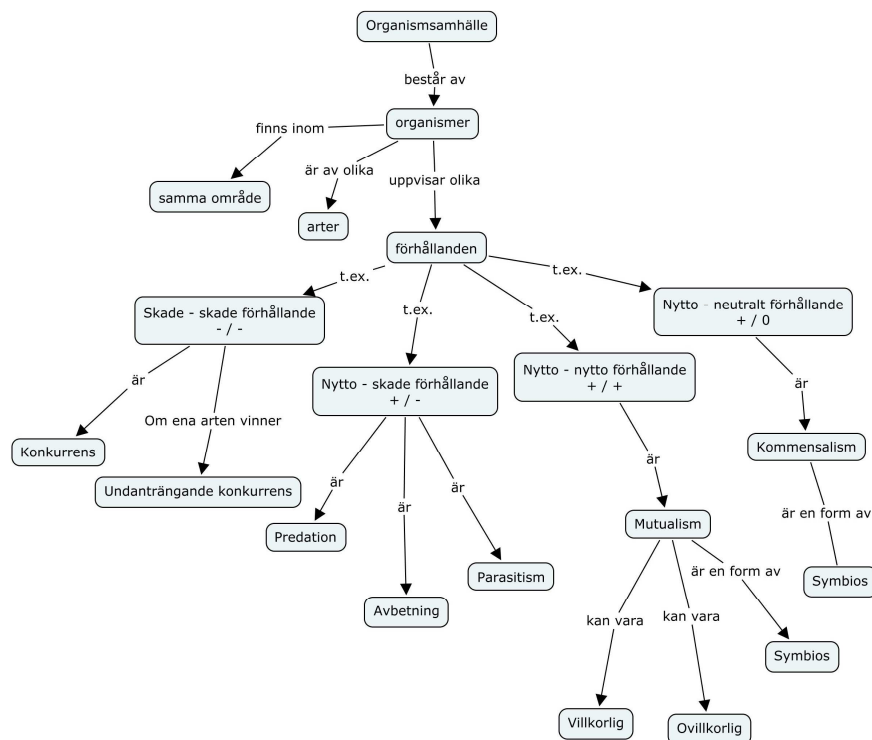 Organismsamhälle
består av
organismer
finns inom
är av olika
uppvisar olika
samma område
arter
förhållanden
t.ex.
t.ex.
t.ex.
t.ex.
Skade - skade förhållande
- / -
Nytto - skade förhållande
+ / -
Nytto - nytto förhållande
+ / +
Nytto - neutralt förhållande
+ / 0
är
Om ena arten vinner
Konkurrens
Undanträngande konkurrens
är
är
är
Predation
Avbetning
Parasitism
är
Mutualism
kan vara
kan vara
är en form av
Villkorlig
Ovillkorlig
Symbios
är
Kommensalism
är en form av
Symbios